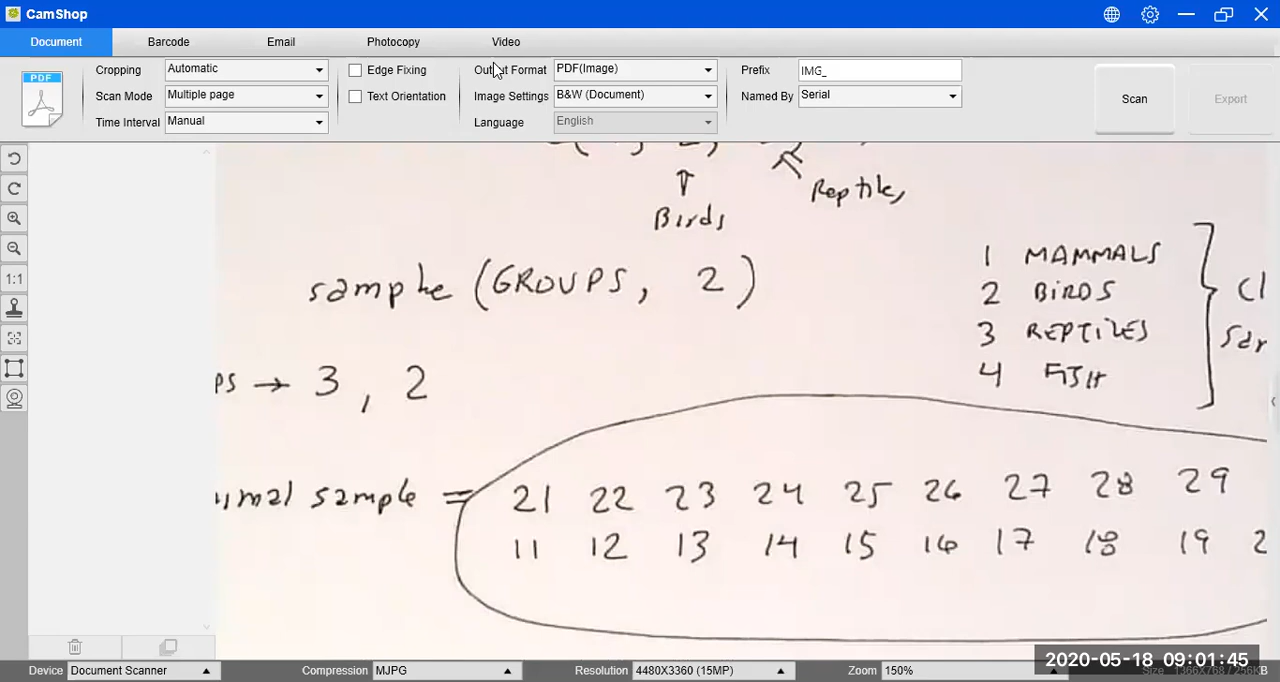 CamShop
Document Barcode Email Photocopy Video
Cropping Automatic
Edge Fixing
Output Format PDF(Image)
Prefix IMG_
Scan Mode Multiple page
Text Orientation
Image Settings B&W (Document)
Named By Serial
Time Interval Manual
Language English
Scan
Export
PDF
1:1
Reptiles
Birds
sample (GROUPS, 2)
1 MAMMALS
2 BIRDS
3 REPTILES
4 FISH
→ 3, 2
sample = 21 22 23 24 25 26 27 28 29
11 12 13 14 15 16 17 18 19
2020-05-18 09:01:45
Device Document Scanner
Compression MJPG
Resolution 4480X3360 (15MP)
Zoom 150%